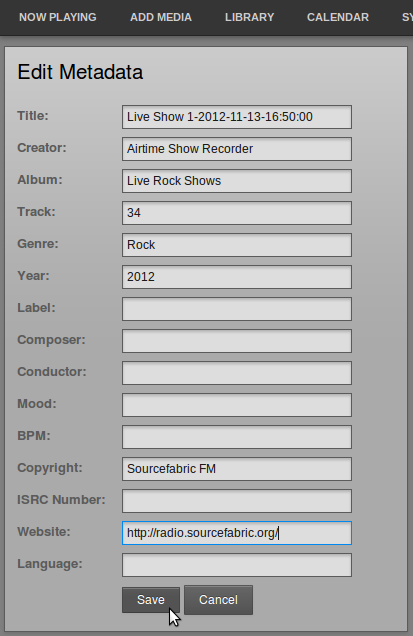 NOW PLAYING ADD MEDIA LIBRARY CALENDAR SY
Edit Metadata
Title: Live Show 1-2012-11-13-16:50:00
Creator: Airtime Show Recorder
Album: Live Rock Shows
Track: 34
Genre: Rock
Year: 2012
Label:
Composer:
Conductor:
Mood:
BPM:
Copyright: Sourcefabric FM
ISRC Number:
Website: http://radio.sourcefabric.org/
Language:
Save Cancel